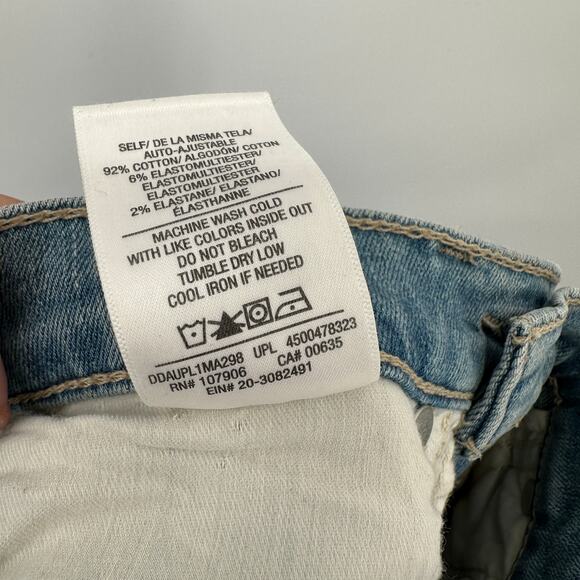 SELF/ DE LA MISMA TELA/
AUTO-AJUSTABLE
92% COTTON/ ALGODÓN/ COTON
6% ELASTOMULTIESTER/
ELASTOMULTIESTER/
ELASTOMULTIESTER
2% ELASTANE/ ELASTANO/
ÉLASTHANNE
MACHINE WASH COLD
WITH LIKE COLORS INSIDE OUT
DO NOT BLEACH
TUMBLE DRY LOW
COOL IRON IF NEEDED
DDAUPL1MA298 UPL 4500478323
RN# 107906 CA# 00635
EIN# 20-3082491